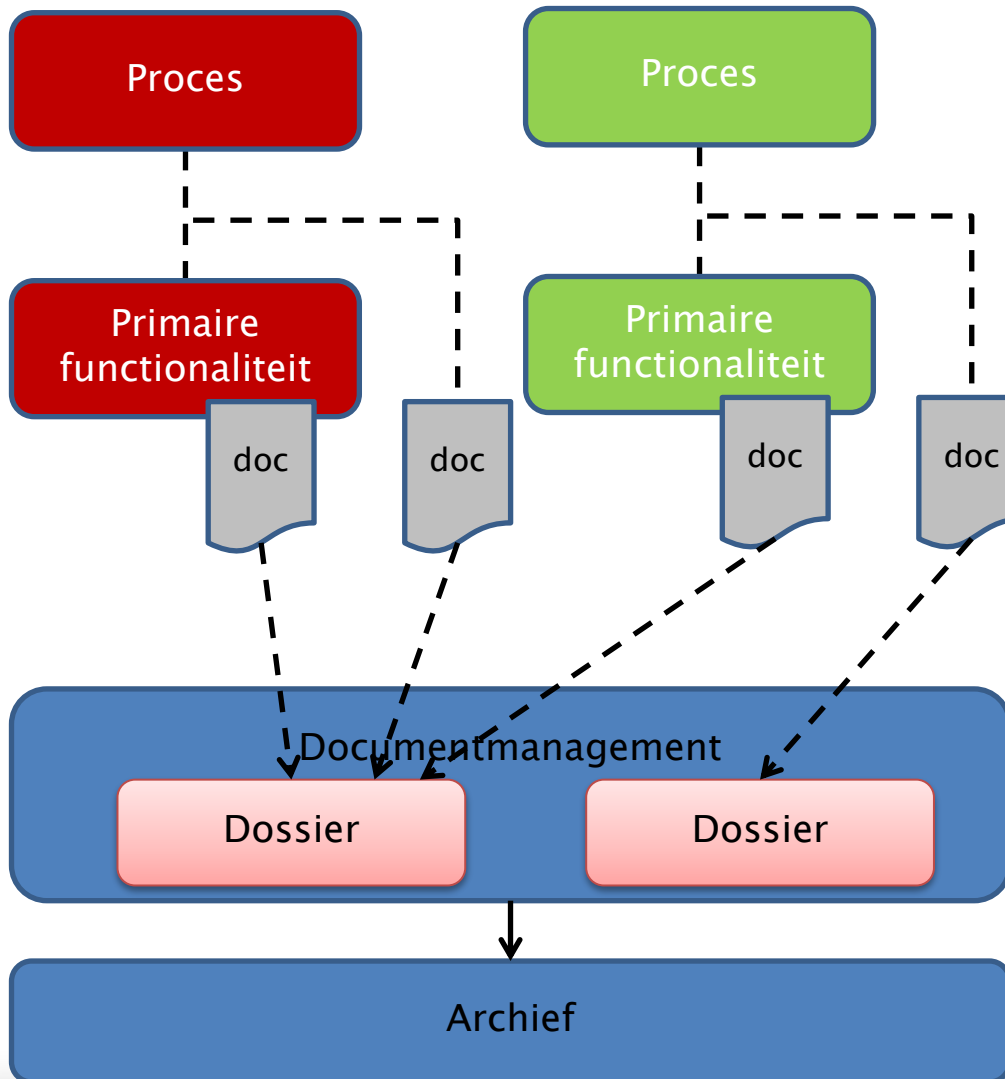 Proces
Proces
Primaire
functionaliteit
Primaire
functionaliteit
doc
doc
doc
doc
Documentmanagement
Dossier
Dossier
Archief